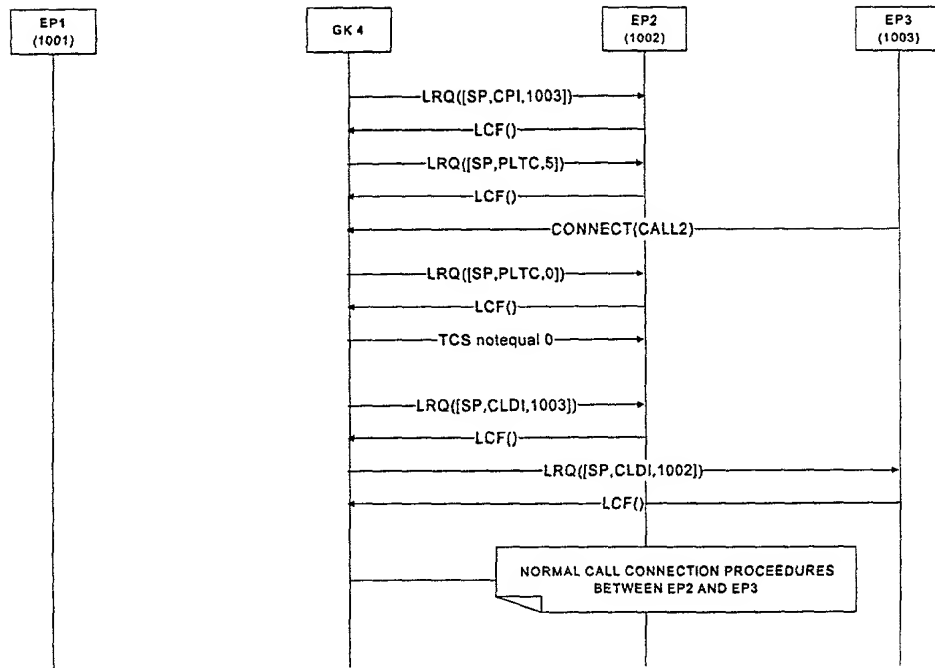 EP1
(1001)
GK 4
EP2
(1002)
EP3
(1003)
LRQ([SP,CPI,1003])
LCF()
LRQ([SP,PLTC,5])
LCF()
CONNECT(CALL2)
LRQ([SP,PLTC,0])
LCF()
TCS notequal 0
LRQ([SP,CLDI,1003])
LCF()
LRQ([SP,CLDI,1002])
LCF()
NORMAL CALL CONNECTION PROCEEDURES
BETWEEN EP2 AND EP3